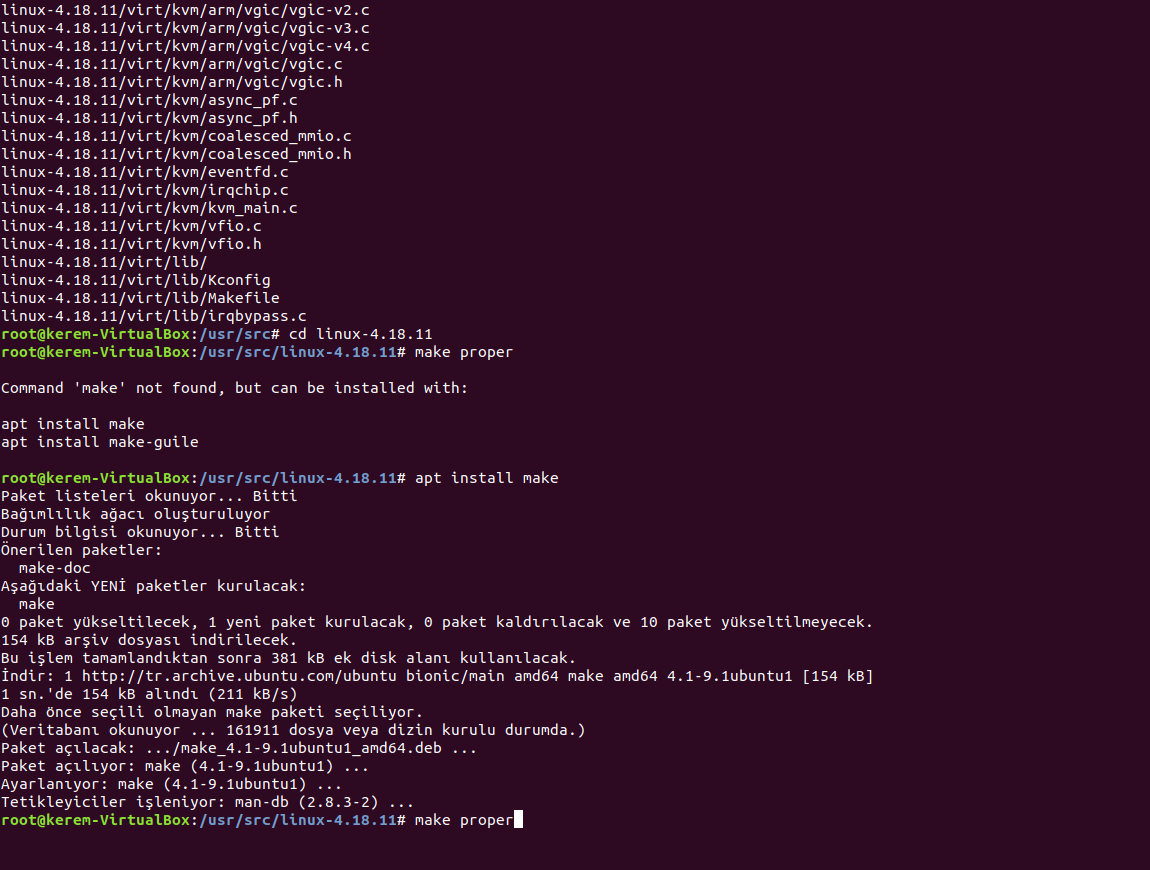 linux-4.18.11/virt/kvm/arm/vgic/vgic-v2.c
linux-4.18.11/virt/kvm/arm/vgic/vgic-v3.c
linux-4.18.11/virt/kvm/arm/vgic/vgic-v4.c
linux-4.18.11/virt/kvm/arm/vgic/vgic.c
linux-4.18.11/virt/kvm/arm/vgic/vgic.h
linux-4.18.11/virt/kvm/async_pf.c
linux-4.18.11/virt/kvm/async_pf.h
linux-4.18.11/virt/kvm/coalesced_mmio.c
linux-4.18.11/virt/kvm/coalesced_mmio.h
linux-4.18.11/virt/kvm/eventfd.c
linux-4.18.11/virt/kvm/irqchip.c
linux-4.18.11/virt/kvm/kvm_main.c
linux-4.18.11/virt/kvm/vfio.c
linux-4.18.11/virt/kvm/vfio.h
linux-4.18.11/virt/lib/
linux-4.18.11/virt/lib/Kconfig
linux-4.18.11/virt/lib/Makefile
linux-4.18.11/virt/lib/irqbypass.c
root@kerem-VirtualBox:/usr/src# cd linux-4.18.11
root@kerem-VirtualBox:/usr/src/linux-4.18.11# make proper
Command 'make' not found, but can be installed with:
apt install make
apt install make-guile
root@kerem-VirtualBox:/usr/src/linux-4.18.11# apt install make
Paket listeleri okunuyor... Bitti
Bağımlılık ağacı oluşturuluyor
Durum bilgisi okunuyor... Bitti
Önerilen paketler:
  make-doc
Aşağıdaki YENİ paketler kurulacak:
  make
0 paket yükseltilecek, 1 yeni paket kurulacak, 0 paket kaldırılacak ve 10 paket yükseltilmeyecek.
154 kB arşiv dosyası indirilecek.
Bu işlem tamamlandıktan sonra 381 kB ek disk alanı kullanılacak.
İndir: 1 http://tr.archive.ubuntu.com/ubuntu bionic/main amd64 make amd64 4.1-9.1ubuntu1 [154 kB]
1 sn.'de 154 kB alındı (211 kB/s)
Daha önce seçili olmayan make paketi seçiliyor.
(Veritabanı okunuyor ... 161911 dosya veya dizin kurulu durumda.)
Paket açılacak: .../make_4.1-9.1ubuntu1_amd64.deb ...
Paket açılıyor: make (4.1-9.1ubuntu1) ...
Ayarlanıyor: make (4.1-9.1ubuntu1) ...
Tetikleyiciler işleniyor: man-db (2.8.3-2) ...
root@kerem-VirtualBox:/usr/src/linux-4.18.11# make proper